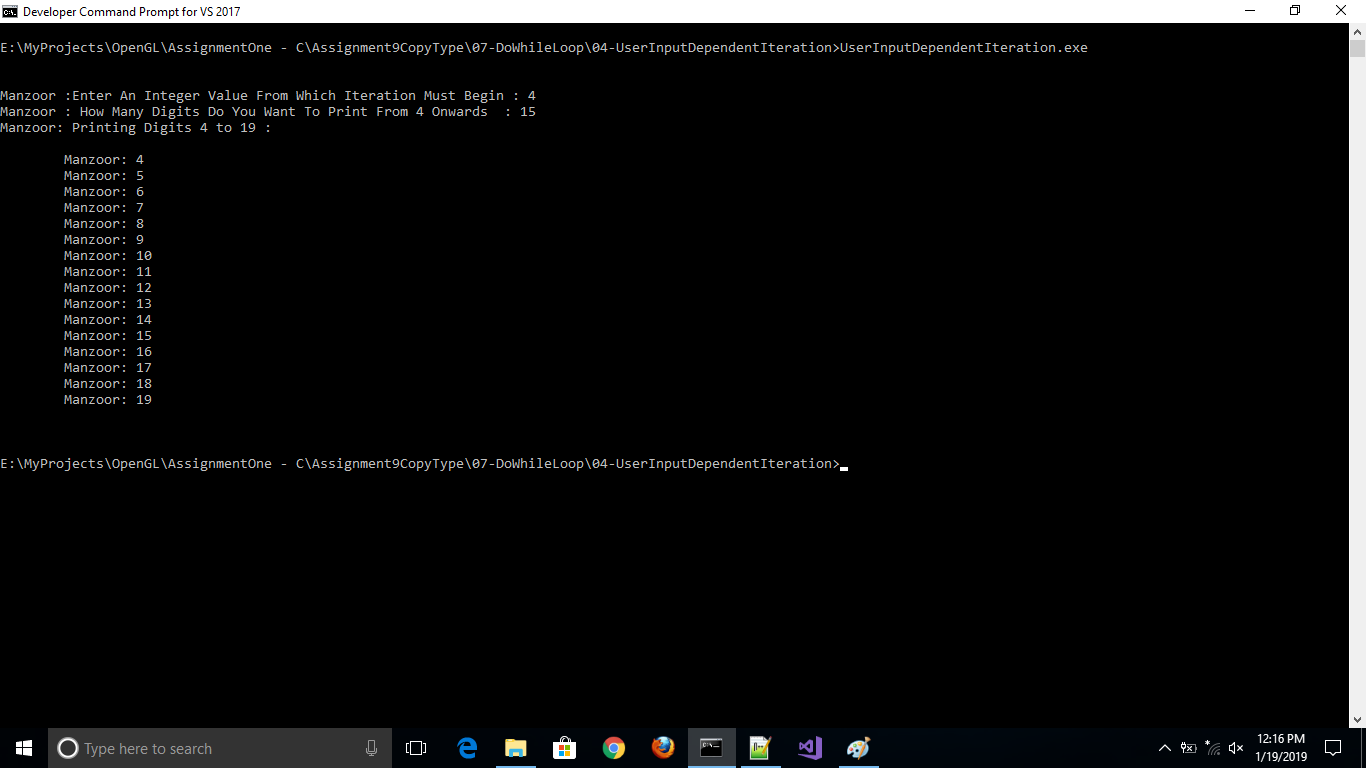 Developer Command Prompt for VS 2017
E:\MyProjects\OpenGL\AssignmentOne - C\Assignment9CopyType\07-DoWhileLoop\04-UserInputDependentIteration>UserInputDependentIteration.exe
Manzoor :Enter An Integer Value From Which Iteration Must Begin : 4
Manzoor : How Many Digits Do You Want To Print From 4 Onwards  : 15
Manzoor: Printing Digits 4 to 19 :
Manzoor: 4
Manzoor: 5
Manzoor: 6
Manzoor: 7
Manzoor: 8
Manzoor: 9
Manzoor: 10
Manzoor: 11
Manzoor: 12
Manzoor: 13
Manzoor: 14
Manzoor: 15
Manzoor: 16
Manzoor: 17
Manzoor: 18
Manzoor: 19
E:\MyProjects\OpenGL\AssignmentOne - C\Assignment9CopyType\07-DoWhileLoop\04-UserInputDependentIteration>
Type here to search
12:16 PM
1/19/2019